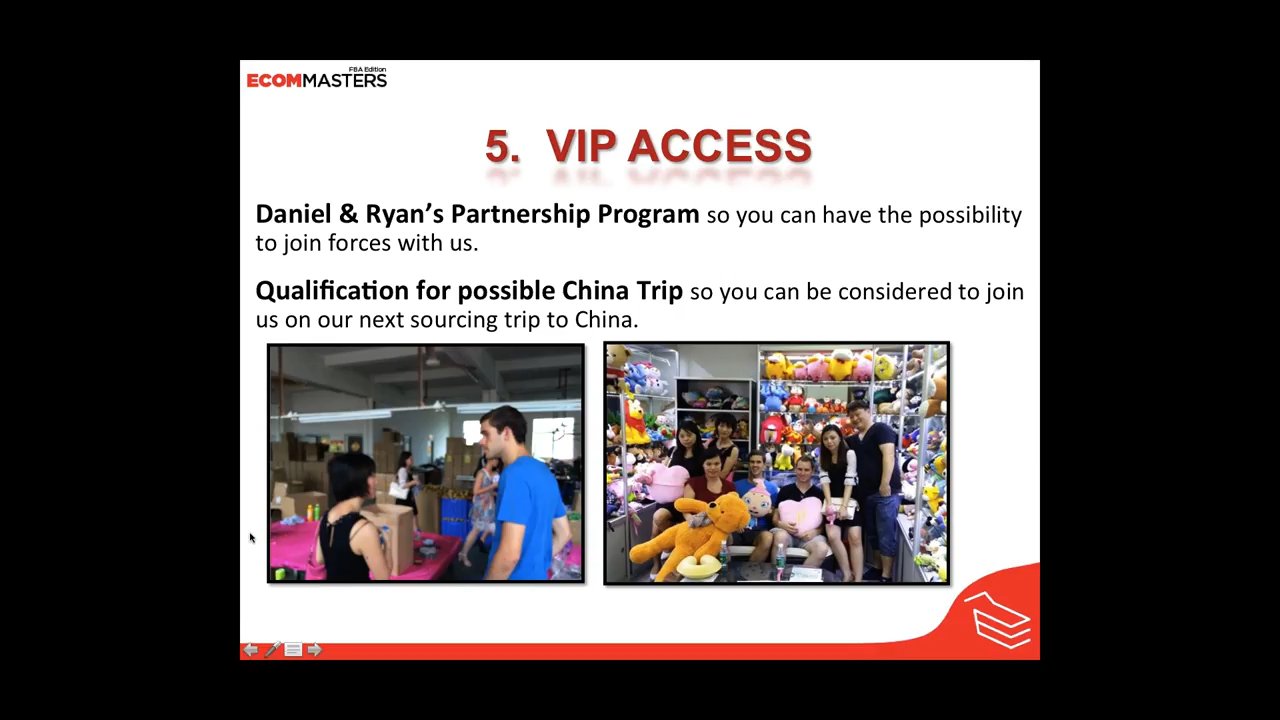 FBA Edition
ECOMMASTERS
5. VIP ACCESS
Daniel & Ryan’s Partnership Program so you can have the possibility
to join forces with us.
Qualification for possible China Trip so you can be considered to join
us on our next sourcing trip to China.